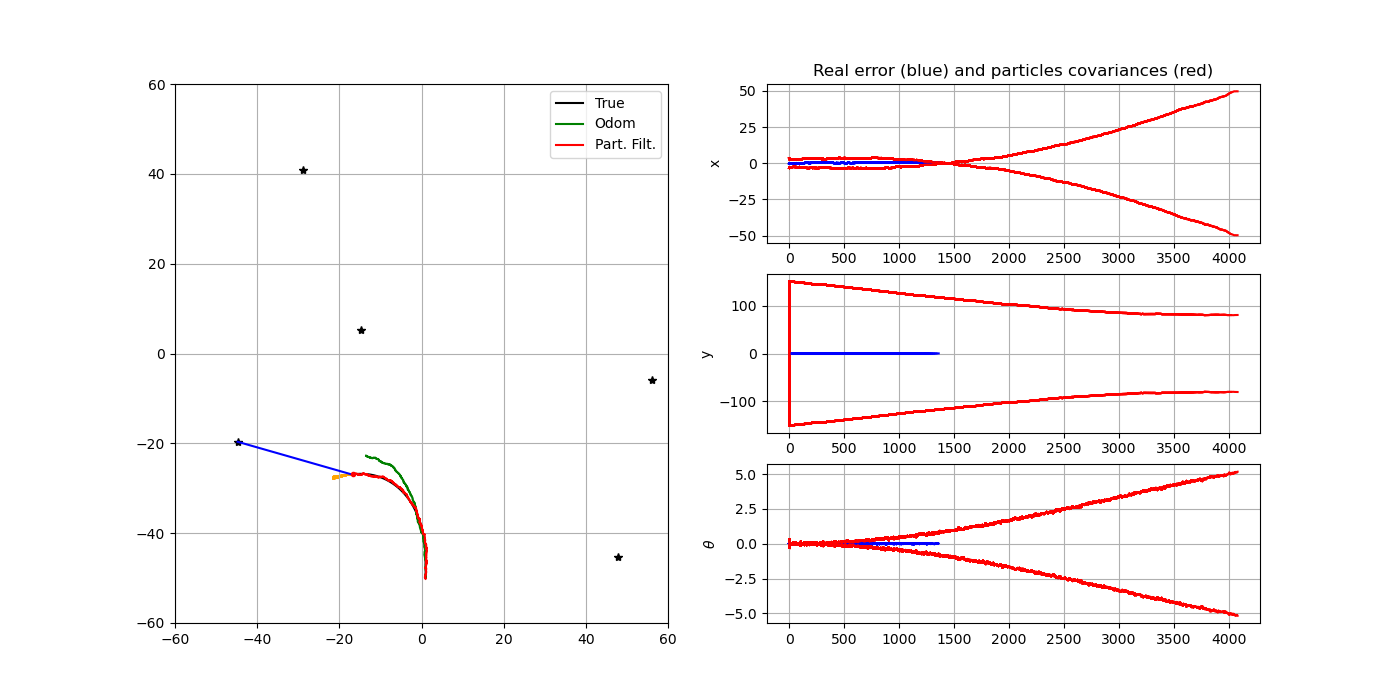 60
40
20
0
−20
−40
−60
−60 −40 −20 0 20 40 60
True
Odom
Part. Filt.
Real error (blue) and particles covariances (red)
50
25
0
−25
−50
x
0 500 1000 1500 2000 2500 3000 3500 4000
100
0
−100
y
0 500 1000 1500 2000 2500 3000 3500 4000
5.0
2.5
0.0
−2.5
−5.0
θ
0 500 1000 1500 2000 2500 3000 3500 4000